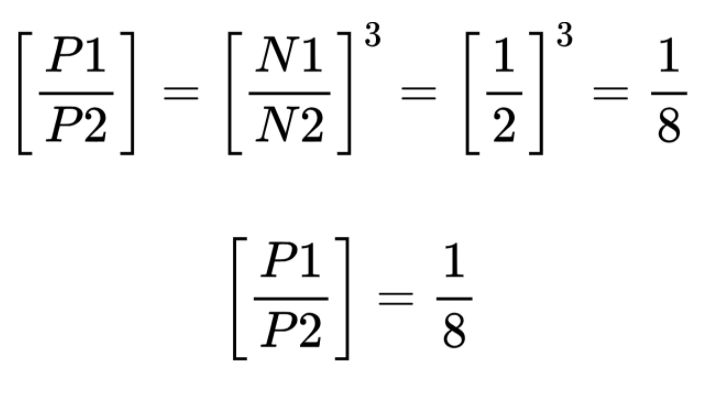 [P1/P2] = [N1/N2]³ = [1/2]³ = 1/8
[P1/P2] = 1/8